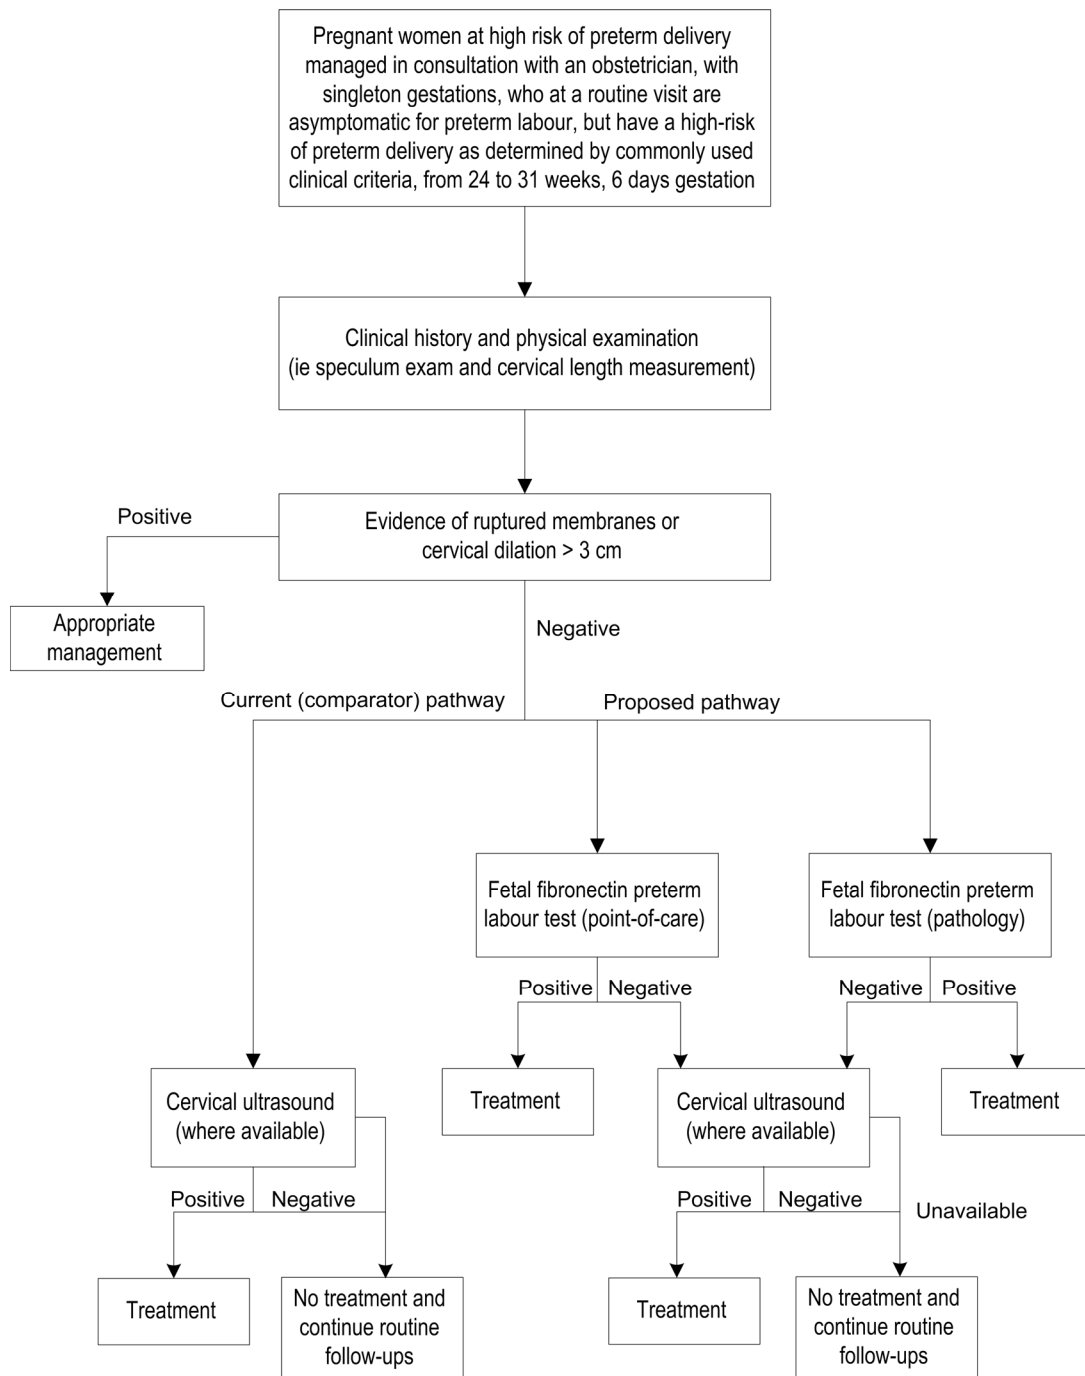 Pregnant women at high risk of preterm delivery
managed in consultation with an obstetrician, with
singleton gestations, who at a routine visit are
asymptomatic for preterm labour, but have a high-risk
of preterm delivery as determined by commonly used
clinical criteria, from 24 to 31 weeks, 6 days gestation
Clinical history and physical examination
(ie speculum exam and cervical length measurement)
Positive
Evidence of ruptured membranes or
cervical dilation > 3 cm
Appropriate
management
Negative
Current (comparator) pathway
Proposed pathway
Fetal fibronectin preterm
labour test (point-of-care)
Fetal fibronectin preterm
labour test (pathology)
Positive
Negative
Negative
Positive
Cervical ultrasound
(where available)
Treatment
Cervical ultrasound
(where available)
Treatment
Positive
Negative
Positive
Negative
Unavailable
Treatment
No treatment and
continue routine
follow-ups
Treatment
No treatment and
continue routine
follow-ups